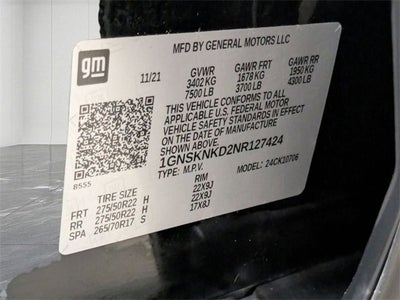 gm
MFD BY GENERAL MOTORS LLC
11/21 GVWR GAWR FRT GAWR RR
3402 KG 1678 KG 1950 KG
7500 LB 3700 LB 4300 LB
THIS VEHICLE CONFORMS TO ALL
APPLICABLE U.S. FEDERAL MOTOR
VEHICLE SAFETY STANDARDS IN EFFECT
ON THE DATE OF MANUFACTURE SHOWN ABOVE.
1GNSKNKD2NR127424
8555 TYPE: M.P.V. MODEL: 24CK10706
TIRE SIZE RIM
FRT 275/50R22 H 22X9J
RR 275/50R22 H 22X9J
SPA 265/70R17 S 17X8J